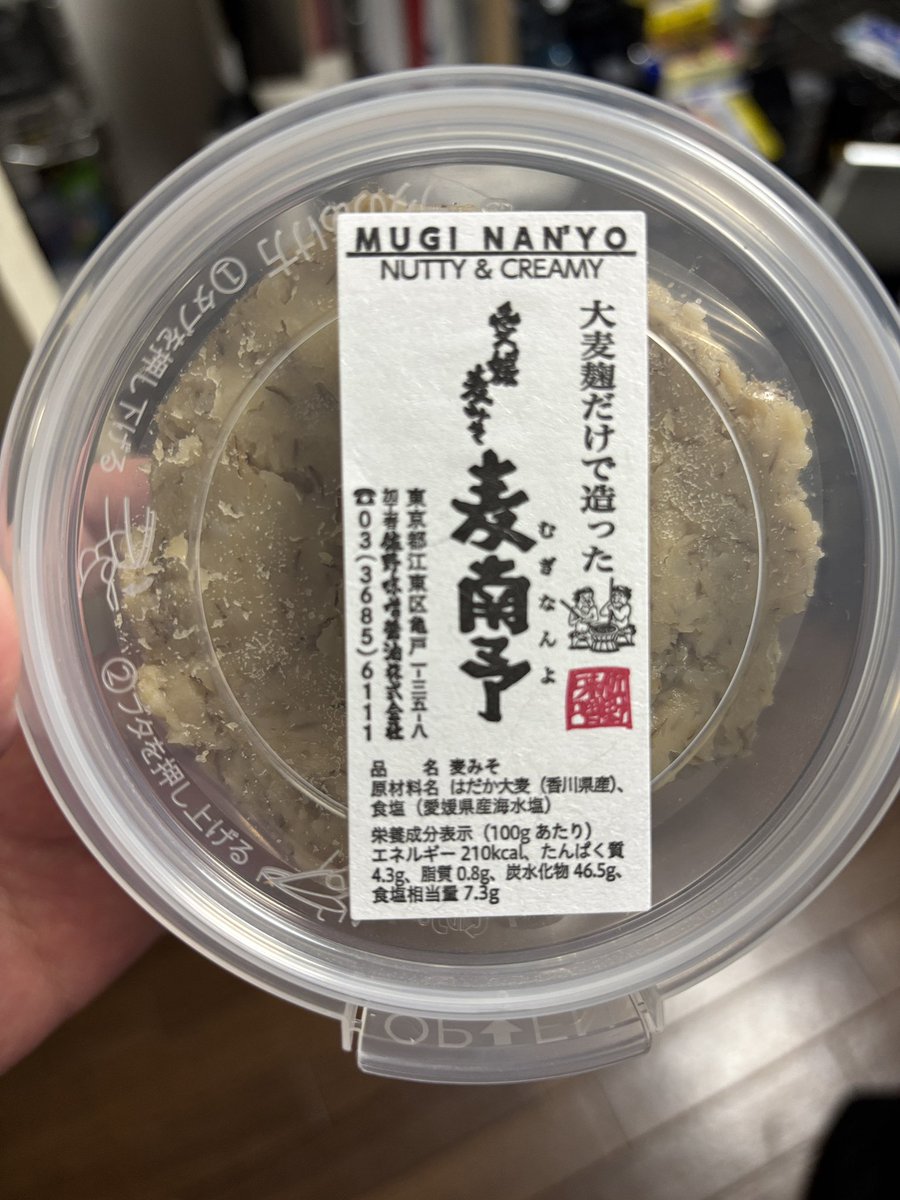 MUGI NAN'YO
NUTTY & CREAMY
大麦麹だけで造った
愛媛
麦みそ
麦南予
むぎなんよ
東京都江東区亀戸一-三五-八
加工者 佐野味噌醤油株式会社
☎03(3685)6111
品　名 麦みそ
原材料名 はだか大麦（香川県産）、
食塩（愛媛県産海水塩）
栄養成分表示（100gあたり）
エネルギー 210kcal、たんぱく質
4.3g、脂質 0.8g、炭水化物 46.5g、
食塩相当量 7.3g
①タブを押し下げる
②フタを押し上げる